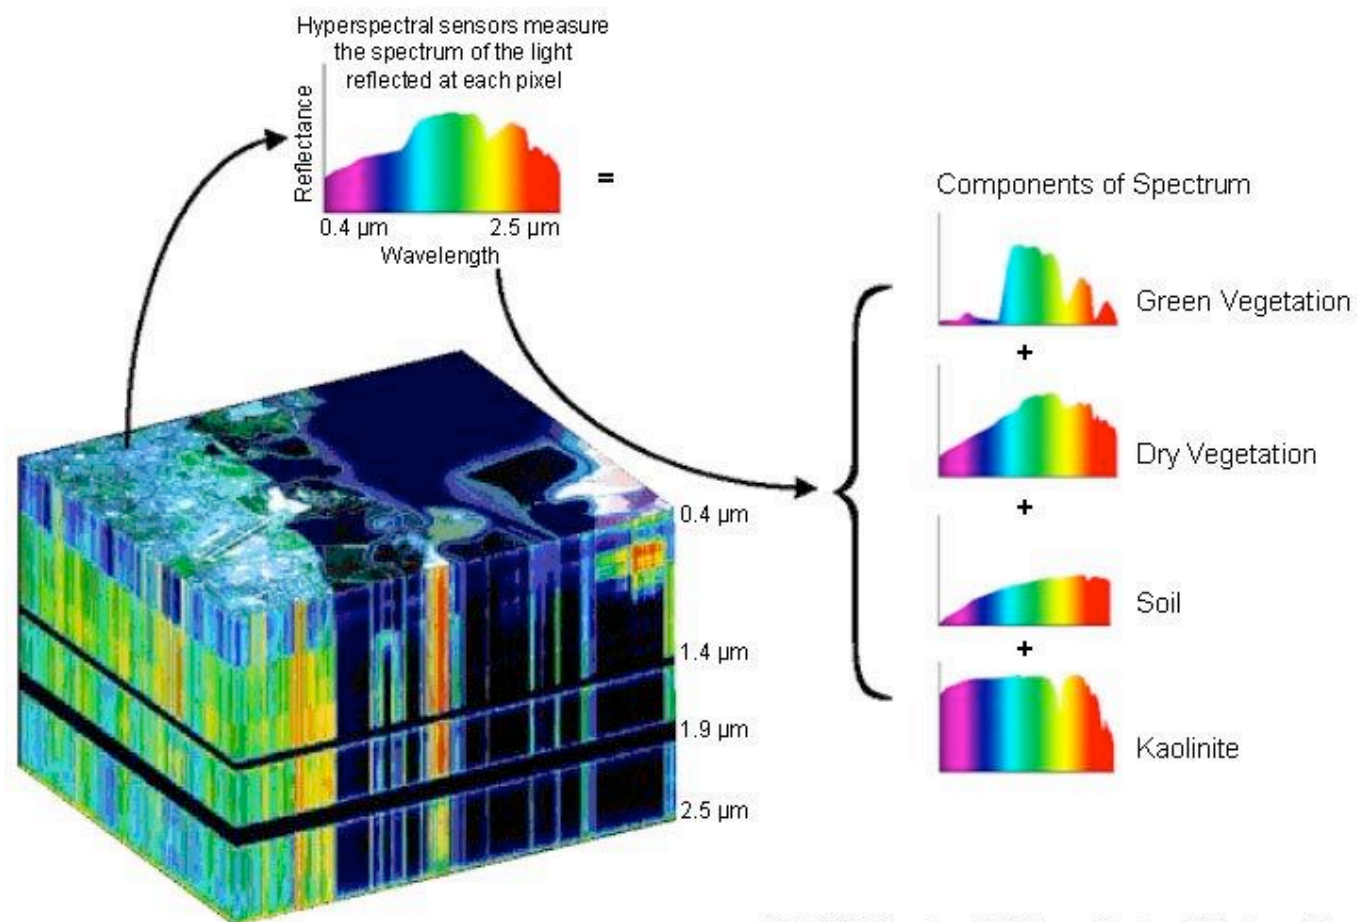 Hyperspectral sensors measure
the spectrum of the light
reflected at each pixel
Reflectance
0.4 µm
2.5 µm
Wavelength
=
Components of Spectrum
Green Vegetation
+
Dry Vegetation
+
Soil
+
Kaolinite
0.4 µm
1.4 µm
1.9 µm
2.5 µm